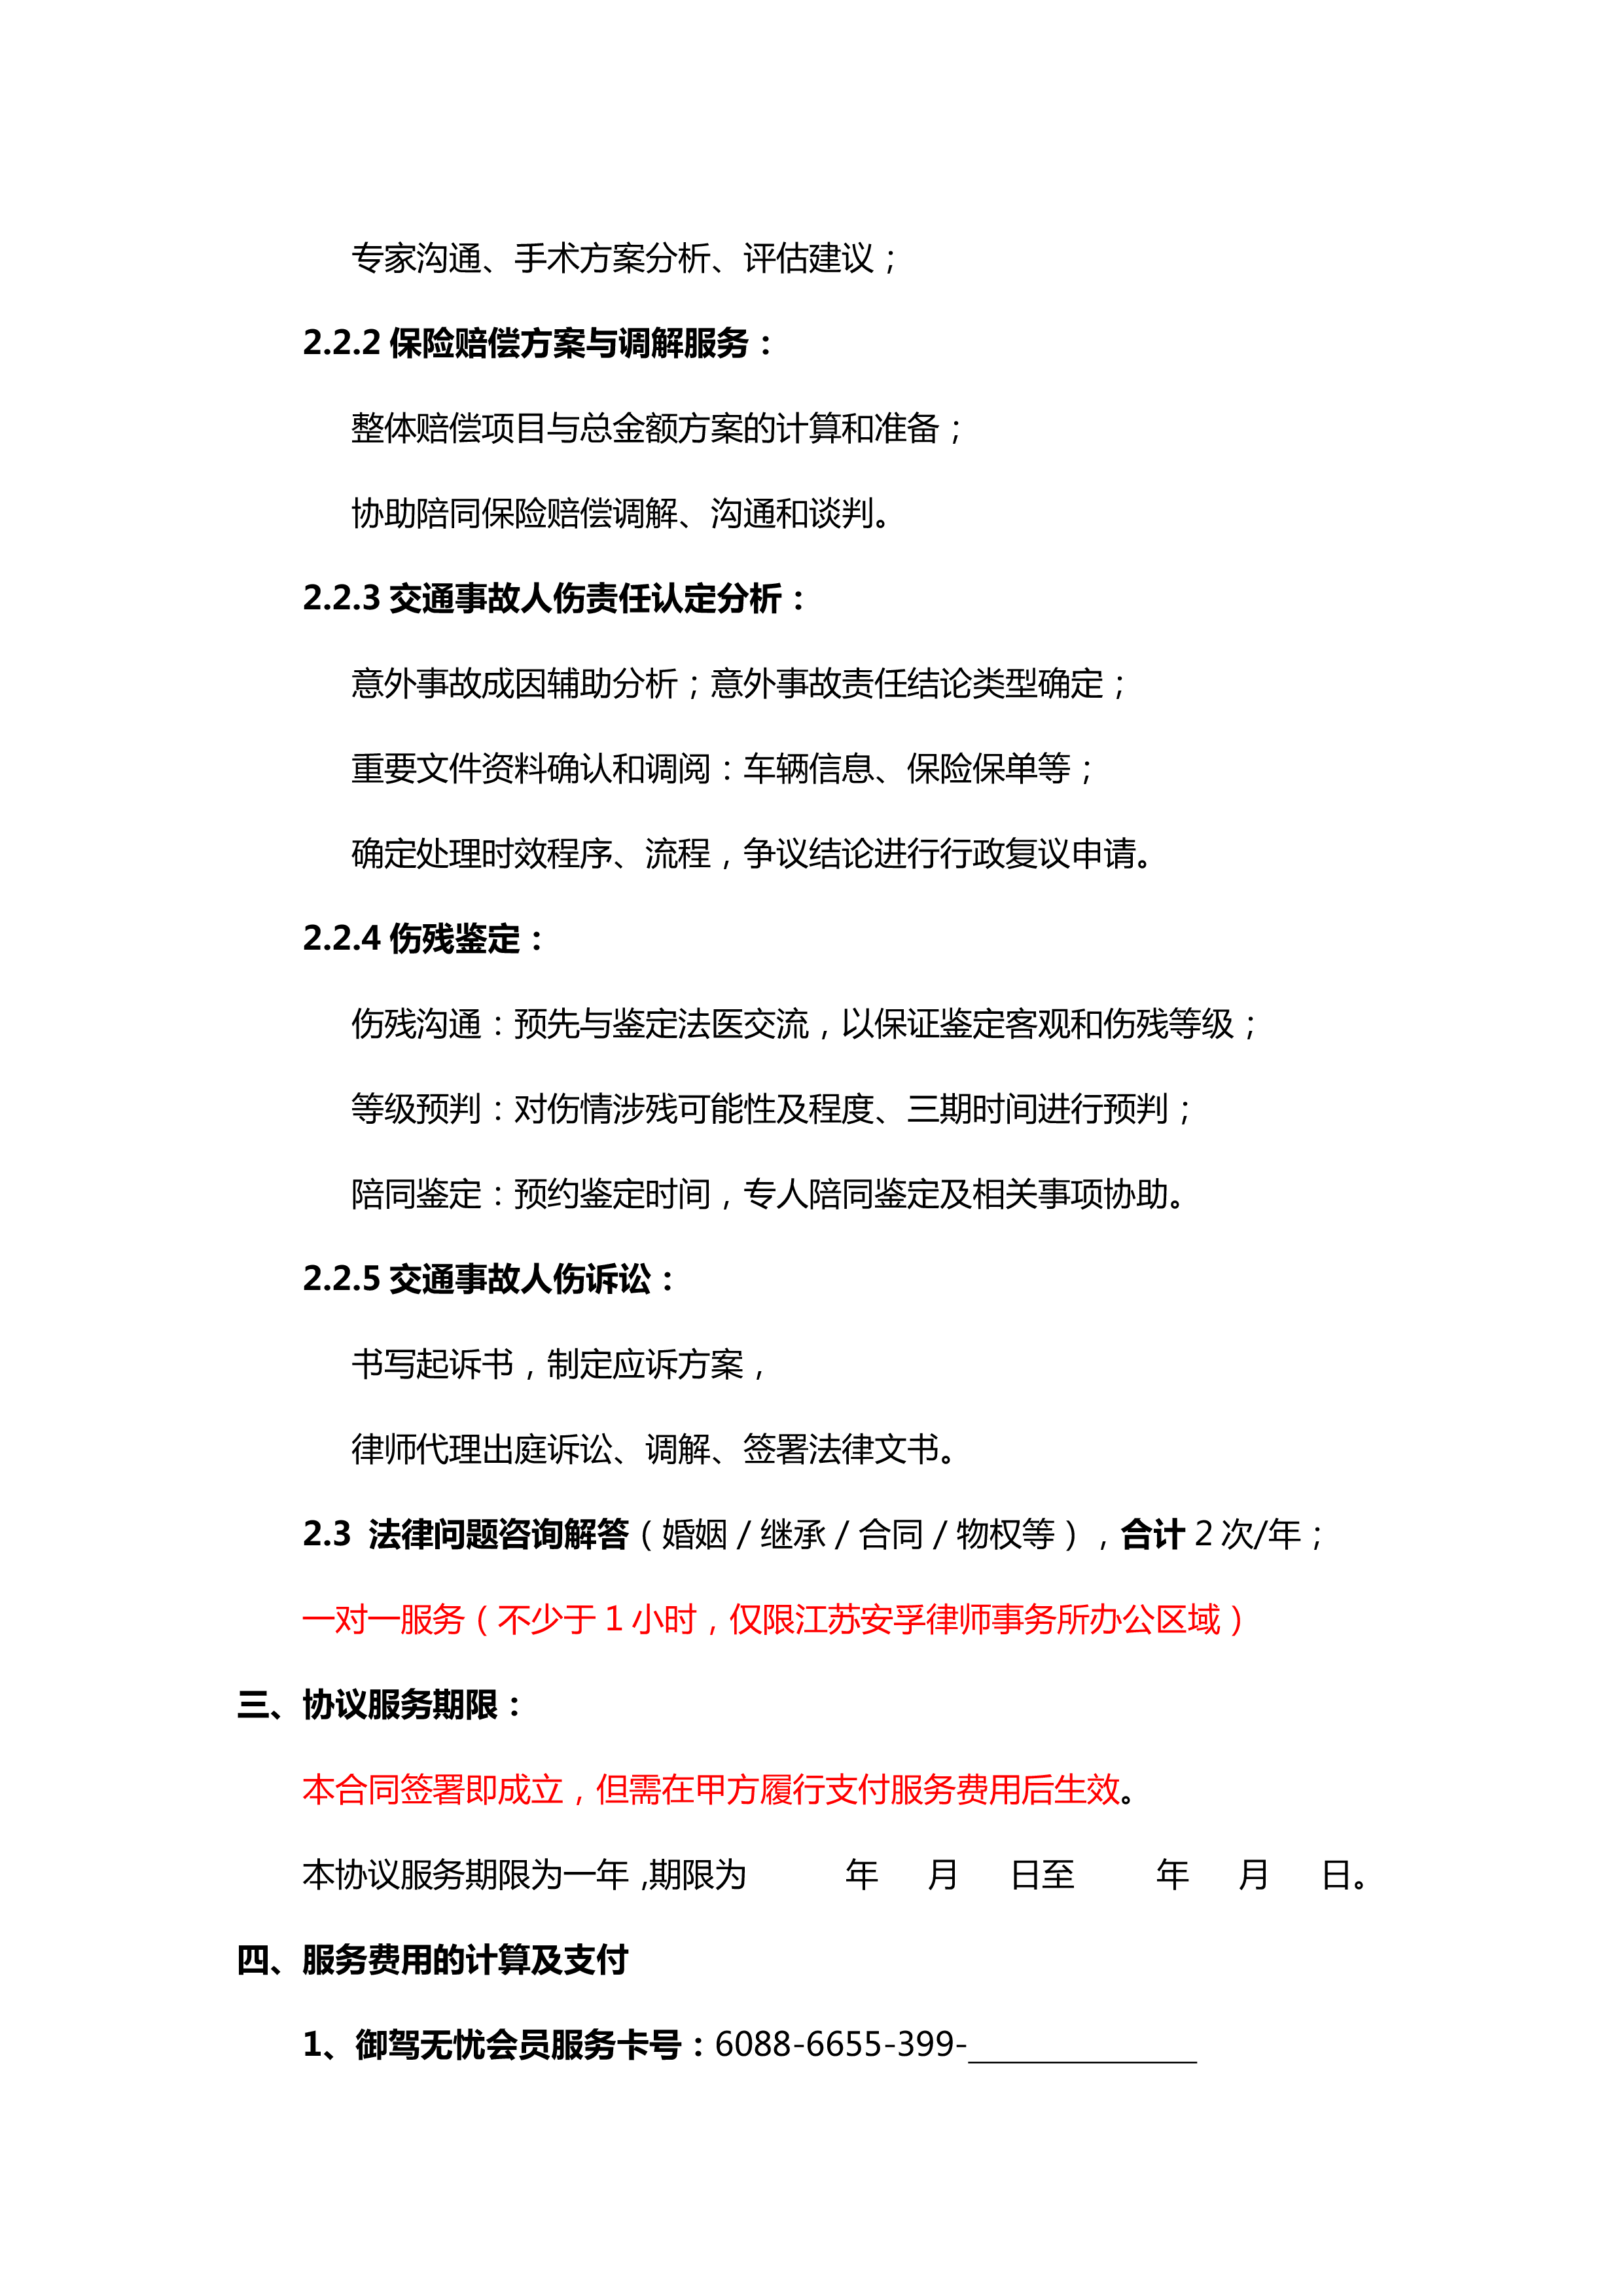 专家沟通、手术方案分析、评估建议；
2.2.2 保险赔偿方案与调解服务：
整体赔偿项目与总金额方案的计算和准备；
协助陪同保险赔偿调解、沟通和谈判。
2.2.3 交通事故人伤责任认定分析：
意外事故成因辅助分析；意外事故责任结论类型确定；
重要文件资料确认和调阅：车辆信息、保险保单等；
确定处理时效程序、流程，争议结论进行行政复议申请。
2.2.4 伤残鉴定：
伤残沟通：预先与鉴定法医交流，以保证鉴定客观和伤残等级；
等级预判：对伤情涉残可能性及程度、三期时间进行预判；
陪同鉴定：预约鉴定时间，专人陪同鉴定及相关事项协助。
2.2.5 交通事故人伤诉讼：
书写起诉书，制定应诉方案，
律师代理出庭诉讼、调解、签署法律文书。
2.3 法律问题咨询解答（婚姻/继承/合同/物权等），合计 2 次/年；
一对一服务（不少于 1 小时，仅限江苏安孚律师事务所办公区域）
三、协议服务期限：
本合同签署即成立，但需在甲方履行支付服务费用后生效。
本协议服务期限为一年,期限为 年 月 日至 年 月 日。
四、服务费用的计算及支付
1、御驾无忧会员服务卡号：6088-6655-399-______________